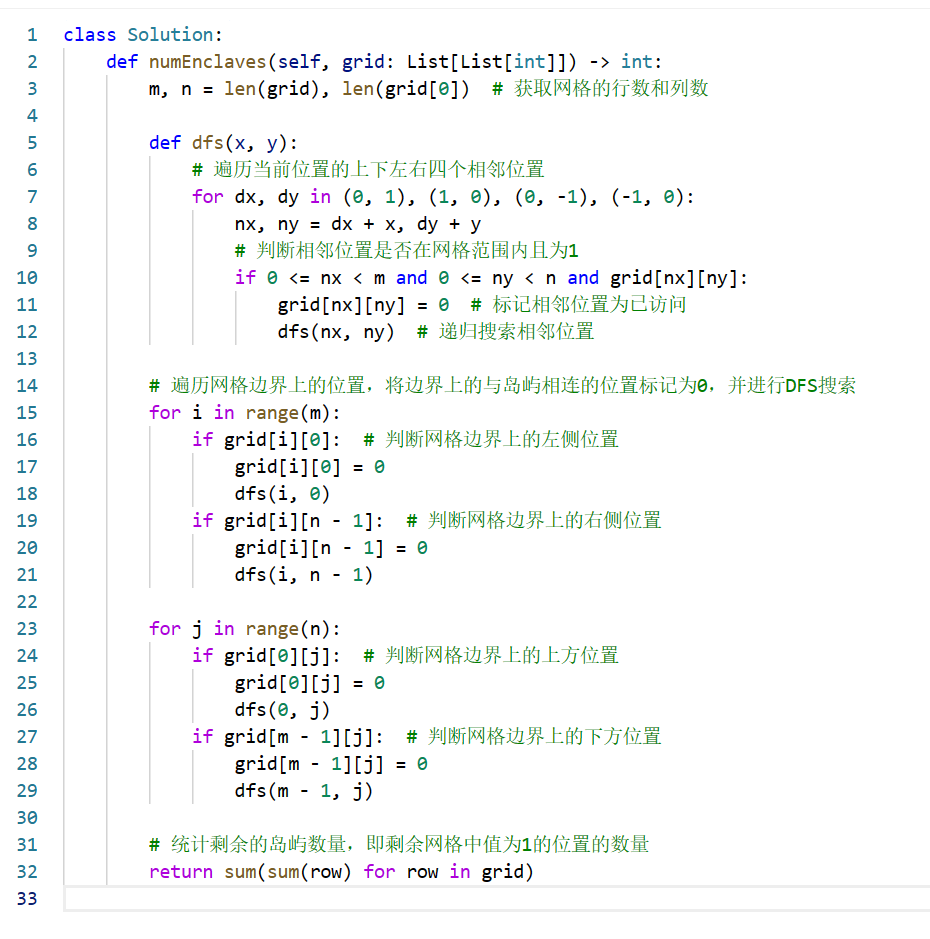 1 class Solution:
2     def numEnclaves(self, grid: List[List[int]]) -> int:
3         m, n = len(grid), len(grid[0])  # 获取网格的行数和列数
4
5         def dfs(x, y):
6             # 遍历当前位置的上下左右四个相邻位置
7             for dx, dy in (0, 1), (1, 0), (0, -1), (-1, 0):
8                 nx, ny = dx + x, dy + y
9                 # 判断相邻位置是否在网格范围内且为1
10                 if 0 <= nx < m and 0 <= ny < n and grid[nx][ny]:
11                     grid[nx][ny] = 0  # 标记相邻位置为已访问
12                     dfs(nx, ny)  # 递归搜索相邻位置
13
14         # 遍历网格边界上的位置，将边界上的与岛屿相连的位置标记为0，并进行DFS搜索
15         for i in range(m):
16             if grid[i][0]:  # 判断网格边界上的左侧位置
17                 grid[i][0] = 0
18                 dfs(i, 0)
19             if grid[i][n - 1]:  # 判断网格边界上的右侧位置
20                 grid[i][n - 1] = 0
21                 dfs(i, n - 1)
22
23         for j in range(n):
24             if grid[0][j]:  # 判断网格边界上的上方位置
25                 grid[0][j] = 0
26                 dfs(0, j)
27             if grid[m - 1][j]:  # 判断网格边界上的下方位置
28                 grid[m - 1][j] = 0
29                 dfs(m - 1, j)
30
31         # 统计剩余的岛屿数量，即剩余网格中值为1的位置的数量
32         return sum(sum(row) for row in grid)
33